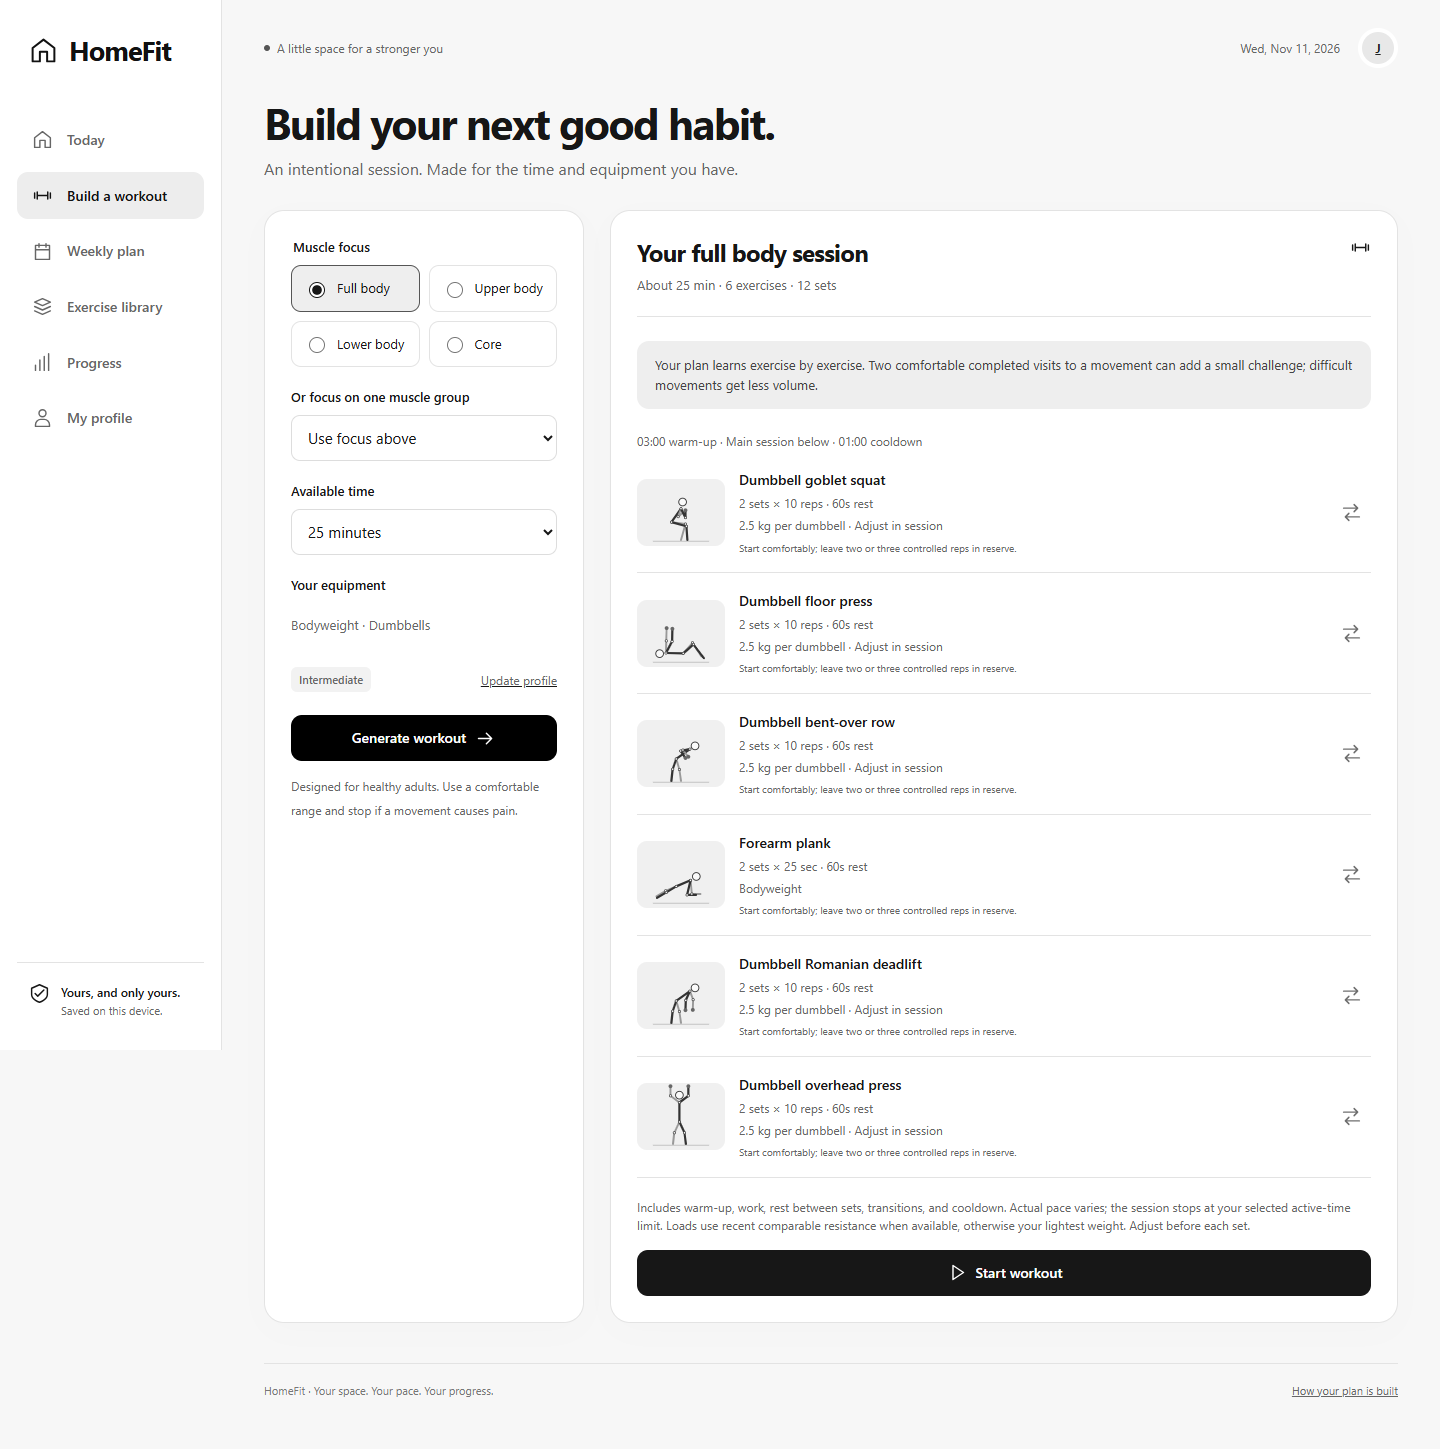 HomeFit
Today
Build a workout
Weekly plan
Exercise library
Progress
My profile
Yours, and only yours.
Saved on this device.
A little space for a stronger you
Wed, Nov 11, 2026
J
Build your next good habit.
An intentional session. Made for the time and equipment you have.
Muscle focus
Full body
Upper body
Lower body
Core
Or focus on one muscle group
Use focus above
Available time
25 minutes
Your equipment
Bodyweight · Dumbbells
Intermediate
Update profile
Generate workout
Designed for healthy adults. Use a comfortable
range and stop if a movement causes pain.
Your full body session
About 25 min · 6 exercises · 12 sets
Your plan learns exercise by exercise. Two comfortable completed visits to a movement can add a small challenge; difficult
movements get less volume.
03:00 warm-up · Main session below · 01:00 cooldown
Dumbbell goblet squat
2 sets × 10 reps · 60s rest
2.5 kg per dumbbell · Adjust in session
Start comfortably; leave two or three controlled reps in reserve.
Dumbbell floor press
2 sets × 10 reps · 60s rest
2.5 kg per dumbbell · Adjust in session
Start comfortably; leave two or three controlled reps in reserve.
Dumbbell bent-over row
2 sets × 10 reps · 60s rest
2.5 kg per dumbbell · Adjust in session
Start comfortably; leave two or three controlled reps in reserve.
Forearm plank
2 sets × 25 sec · 60s rest
Bodyweight
Start comfortably; leave two or three controlled reps in reserve.
Dumbbell Romanian deadlift
2 sets × 10 reps · 60s rest
2.5 kg per dumbbell · Adjust in session
Start comfortably; leave two or three controlled reps in reserve.
Dumbbell overhead press
2 sets × 10 reps · 60s rest
2.5 kg per dumbbell · Adjust in session
Start comfortably; leave two or three controlled reps in reserve.
Includes warm-up, work, rest between sets, transitions, and cooldown. Actual pace varies; the session stops at your selected active-time
limit. Loads use recent comparable resistance when available, otherwise your lightest weight. Adjust before each set.
Start workout
HomeFit · Your space. Your pace. Your progress.
How your plan is built